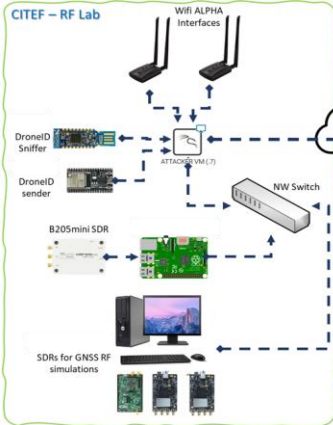 CITEF – RF Lab
Wifi ALPHA
Interfaces
DroneID
Sniffer
ATTACKER VM (.7)
DroneID
sender
NW Switch
B205mini SDR
SDRs for GNSS RF
simulations